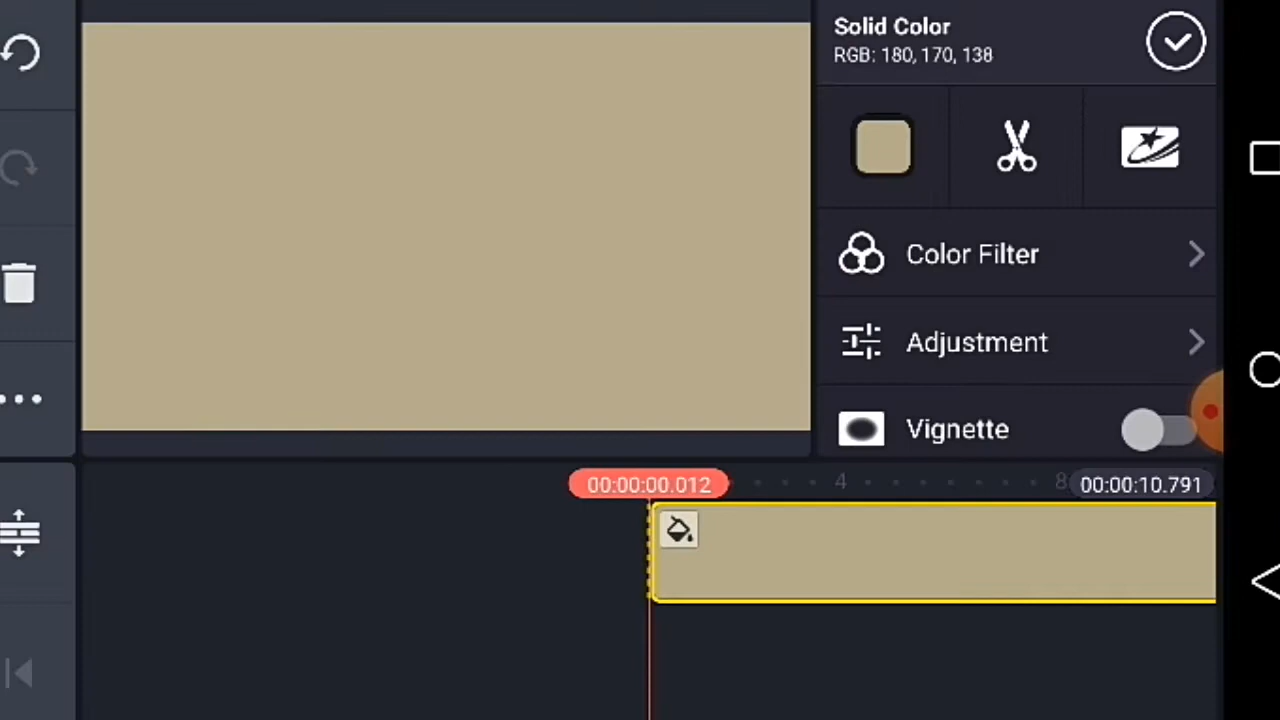 Solid Color
RGB: 180, 170, 138
Color Filter
Adjustment
Vignette
00:00:00.012
4
8
00:00:10.791